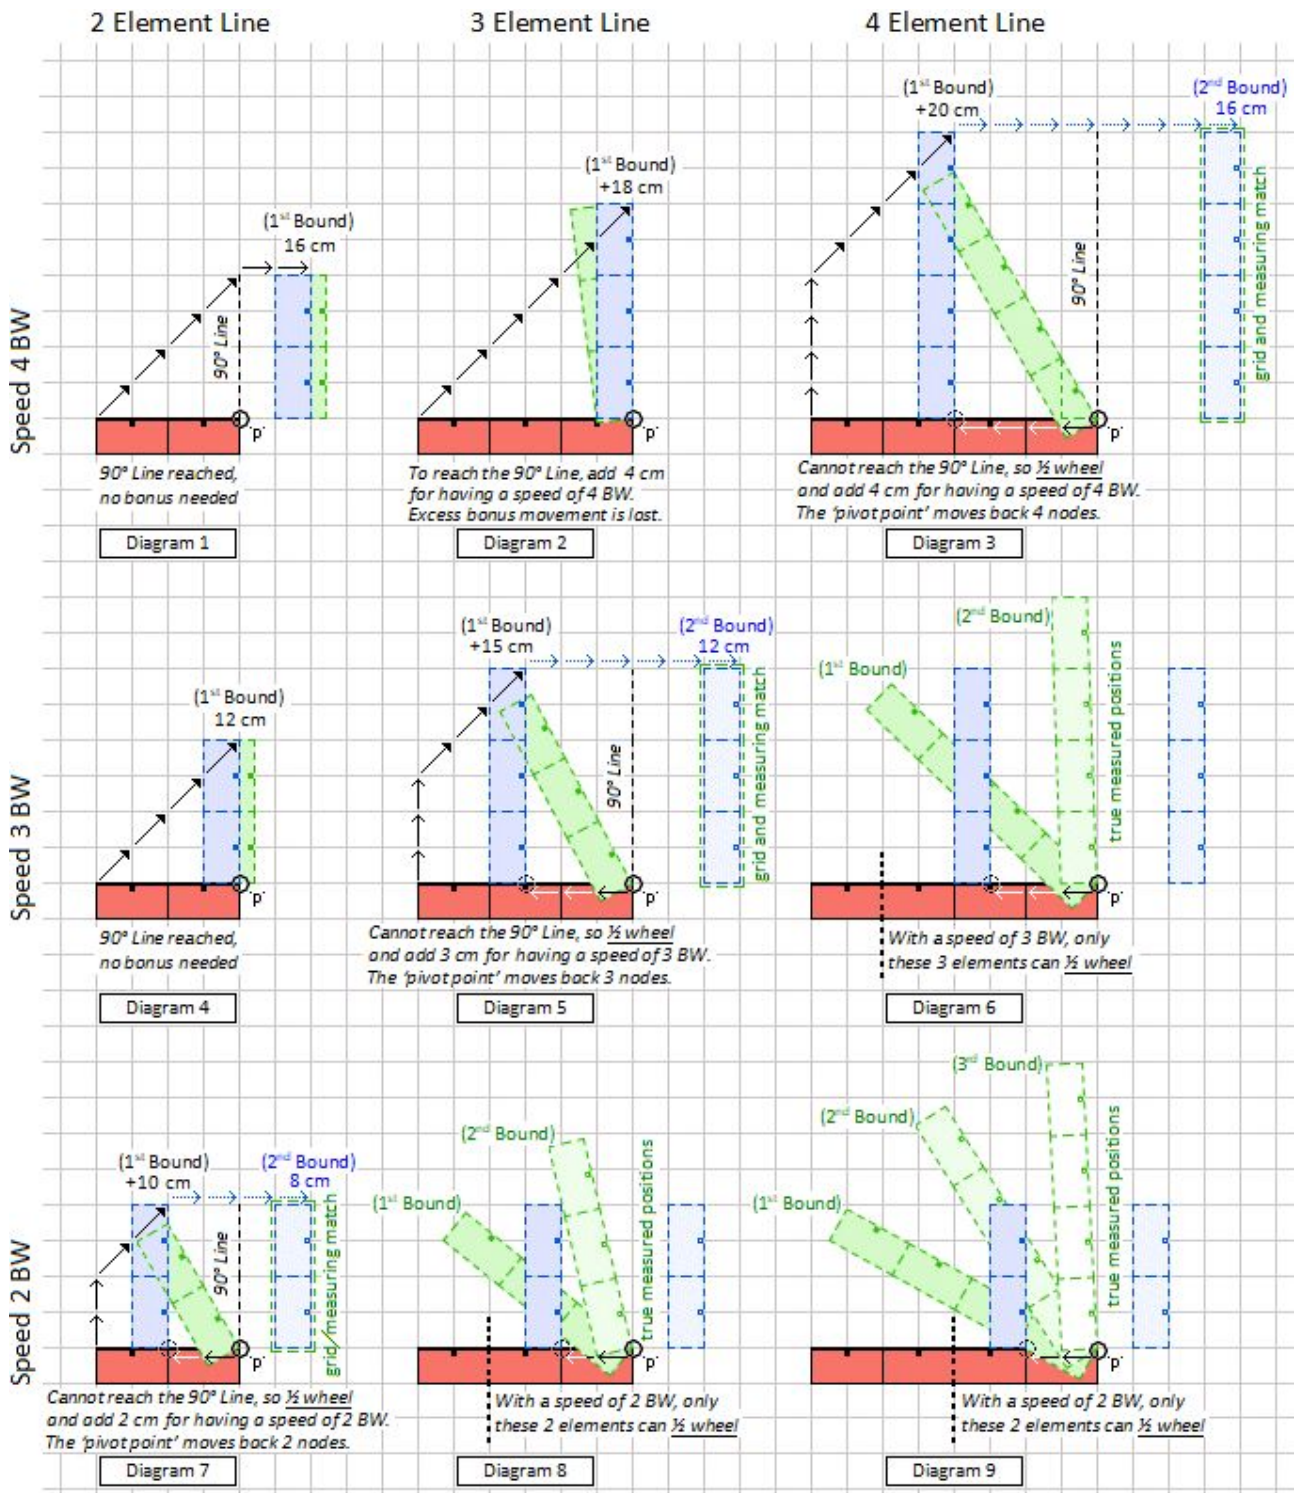 2 Element Line
3 Element Line
4 Element Line
Speed 4 BW
(1st Bound)
16 cm
90° Line
'p'
90° Line reached,
no bonus needed
Diagram 1
(1st Bound)
+18 cm
'p'
To reach the 90° Line, add 4 cm
for having a speed of 4 BW.
Excess bonus movement is lost.
Diagram 2
(1st Bound)
+20 cm
(2nd Bound)
16 cm
90° Line
grid and measuring match
'p'
Cannot reach the 90° Line, so ½ wheel
and add 4 cm for having a speed of 4 BW.
The 'pivot point' moves back 4 nodes.
Diagram 3
Speed 3 BW
(1st Bound)
12 cm
'p'
90° Line reached,
no bonus needed
Diagram 4
(1st Bound)
+15 cm
(2nd Bound)
12 cm
90° Line
grid and measuring match
'p'
Cannot reach the 90° Line, so ½ wheel
and add 3 cm for having a speed of 3 BW.
The 'pivot point' moves back 3 nodes.
Diagram 5
(2nd Bound)
(1st Bound)
true measured positions
'p'
With a speed of 3 BW, only
these 3 elements can ½ wheel
Diagram 6
Speed 2 BW
(1st Bound)
+10 cm
(2nd Bound)
8 cm
90° Line
grid/measuring match
'p'
Cannot reach the 90° Line, so ½ wheel
and add 2 cm for having a speed of 2 BW.
The 'pivot point' moves back 2 nodes.
Diagram 7
(2nd Bound)
(1st Bound)
true measured positions
'p'
With a speed of 2 BW, only
these 2 elements can ½ wheel
Diagram 8
(3rd Bound)
(2nd Bound)
(1st Bound)
true measured positions
'p'
With a speed of 2 BW, only
these 2 elements can ½ wheel
Diagram 9